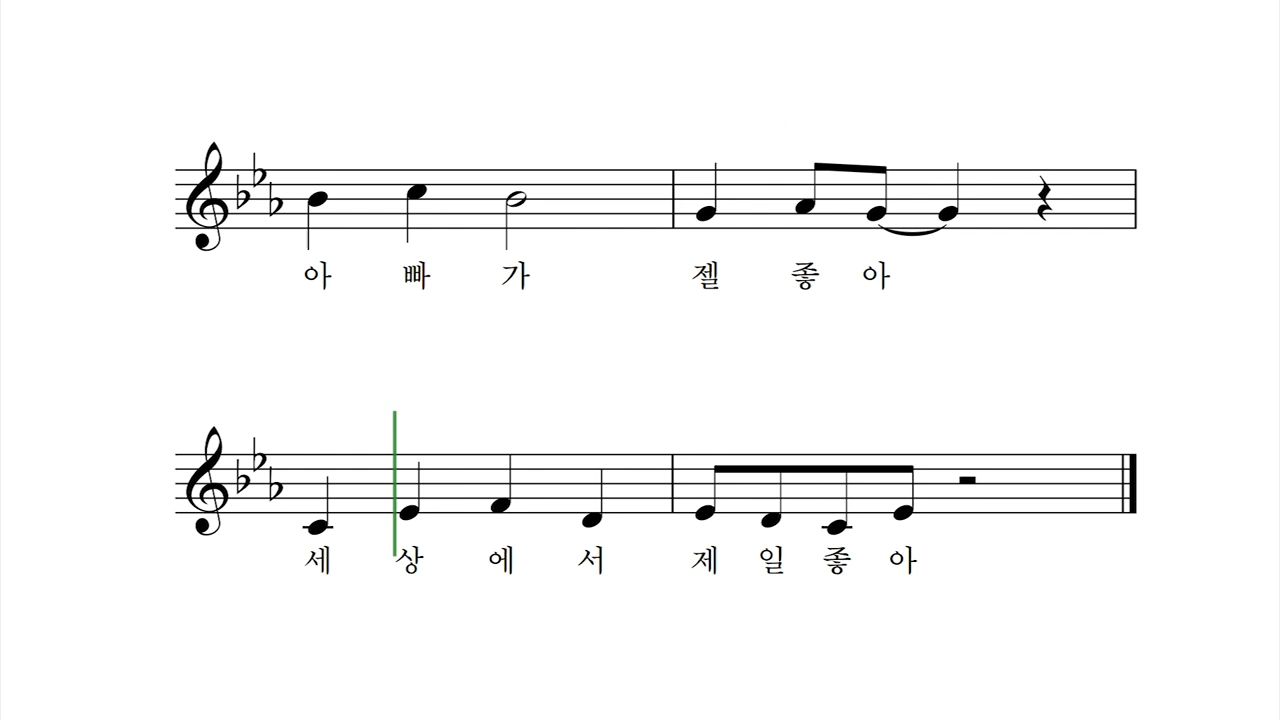 아 빠 가 젤 좋 아
세 상 에 서 제 일 좋 아